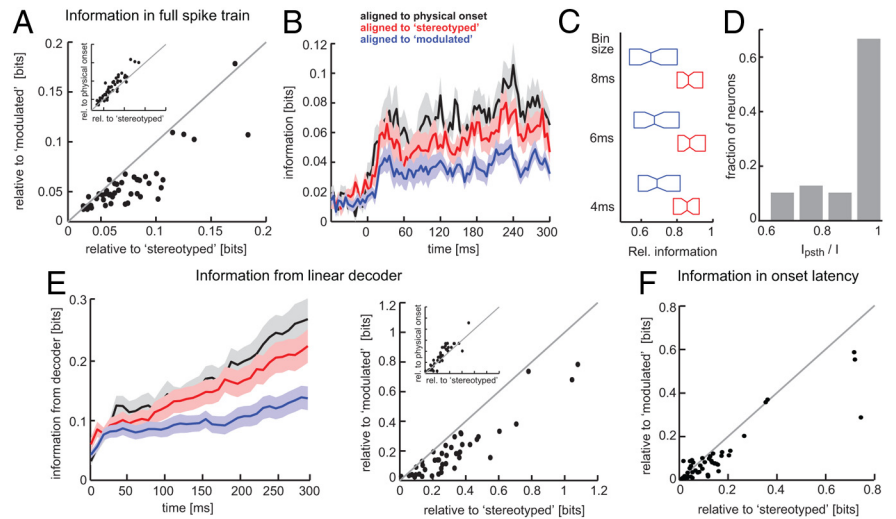 A
Information in full spike train
0.2
0.15
0.1
0.05
0
0.05
0.1
0.15
0.2
relative to 'modulated' [bits]
relative to 'stereotyped' [bits]
rel. to physical onset
rel. to 'stereotyped'
B
aligned to physical onset
aligned to 'stereotyped'
aligned to 'modulated'
0.12
0.1
0.08
0.06
0.04
0.02
0
-60
0
60
120
180
240
300
information [bits]
time [ms]
C
Bin
size
8ms
6ms
4ms
0.6
0.8
1
Rel. information
D
fraction of neurons
0.6
0.4
0.2
0
0.6
0.8
1
Ipsth / I
E
Information from linear decoder
0.3
0.2
0.1
0
0
50
100
150
200
250
300
information from decoder [bits]
time [ms]
1.2
1
0.8
0.6
0.4
0.2
0
0
0.2
0.4
0.6
0.8
1
1.2
relative to 'modulated' [bits]
relative to 'stereotyped' [bits]
rel. to physical onset
rel. to 'stereotyped'
F
Information in onset latency
0.8
0.6
0.4
0.2
0
0
0.2
0.4
0.6
0.8
relative to 'modulated' [bits]
relative to 'stereotyped' [bits]